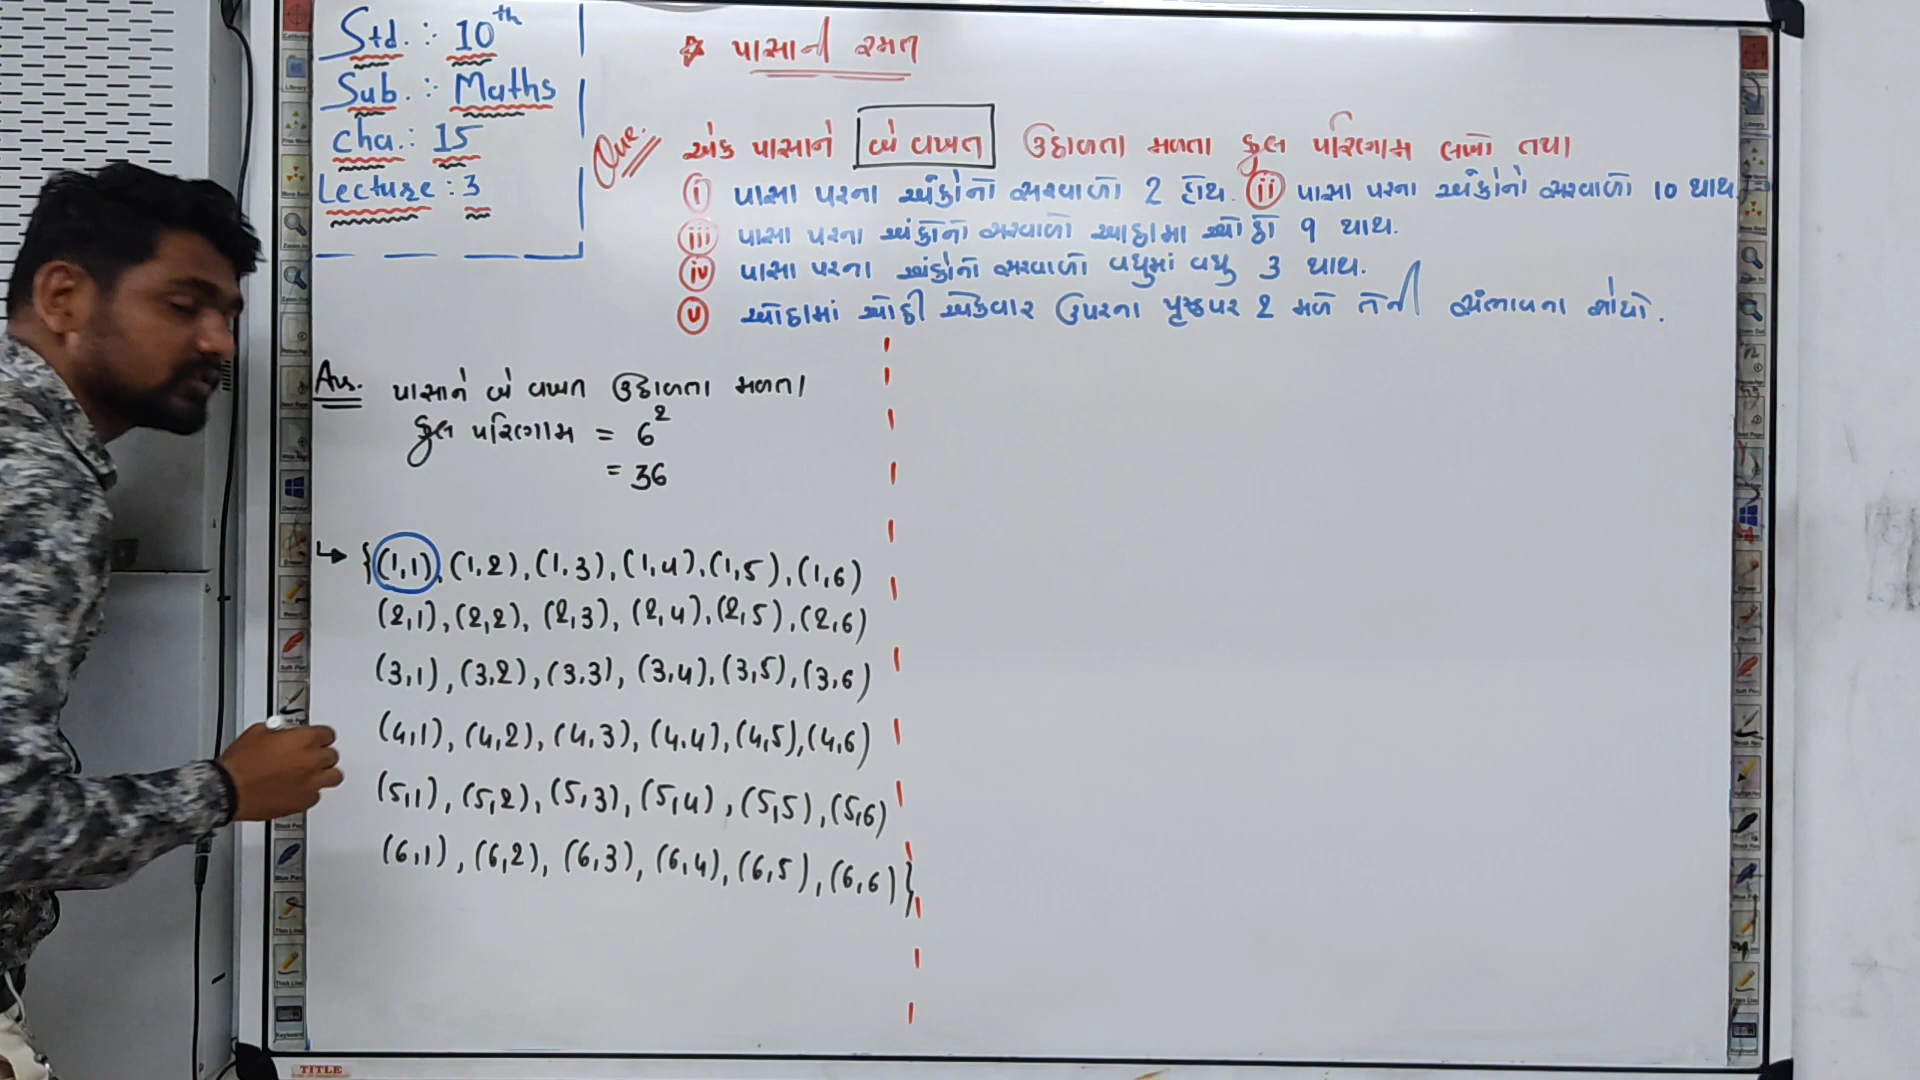 Std. : 10th
Sub. : Maths
cha. : 15
Lecture : 3
☆ પાસાની રમત
Que. એક પાસાને બે વખત ઉછાળતા મળતા કુલ પરિણામ લખો તથા
(i) પાસા પરના અંકોનો સરવાળો 2 હોય. (ii) પાસા પરના અંકોનો સરવાળો 10 થાય.
(iii) પાસા પરના અંકોનો સરવાળો ઓછામાં ઓછો 9 થાય.
(iv) પાસા પરના અંકોનો સરવાળો વધુમાં વધુ 3 થાય.
(v) ઓછામાં ઓછી એકવાર ઉપરના પૃષ્ઠપર 2 મળે તેની સંભાવના શોધો.
Ans. પાસાને બે વખત ઉછાળતા મળતા
કુલ પરિણામ = 6²
= 36
↳ {(1,1), (1,2), (1,3), (1,4), (1,5), (1,6)
(2,1), (2,2), (2,3), (2,4), (2,5), (2,6)
(3,1), (3,2), (3,3), (3,4), (3,5), (3,6)
(4,1), (4,2), (4,3), (4,4), (4,5), (4,6)
(5,1), (5,2), (5,3), (5,4), (5,5), (5,6)
(6,1), (6,2), (6,3), (6,4), (6,5), (6,6)}
TITLE